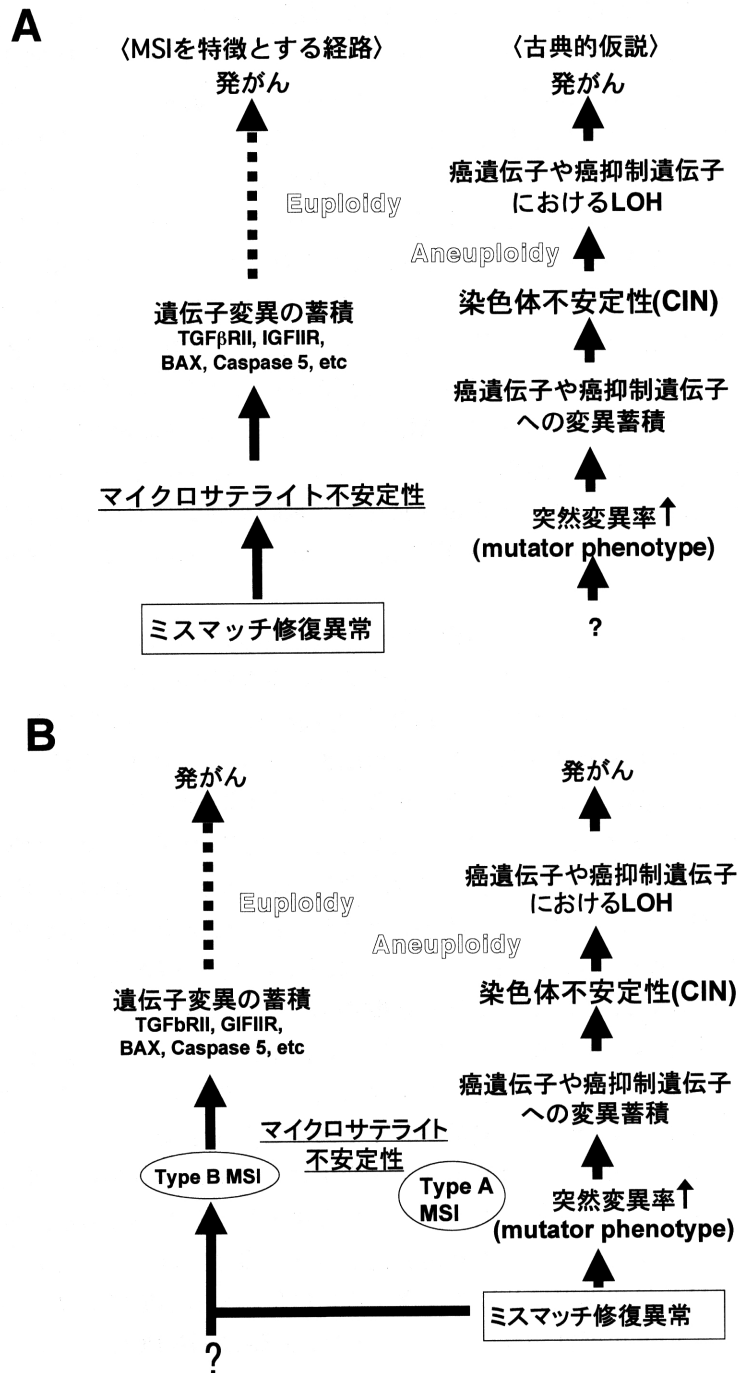 A
〈MSIを特徴とする経路〉
発がん
Euploidy
遺伝子変異の蓄積
TGFβRII, IGFIIR,
BAX, Caspase 5, etc
マイクロサテライト不安定性
ミスマッチ修復異常
〈古典的仮説〉
発がん
癌遺伝子や癌抑制遺伝子
におけるLOH
Aneuploidy
染色体不安定性(CIN)
癌遺伝子や癌抑制遺伝子
への変異蓄積
突然変異率↑
(mutator phenotype)
?
B
発がん
Euploidy
遺伝子変異の蓄積
TGFbRII, GIFIIR,
BAX, Caspase 5, etc
マイクロサテライト
不安定性
Type B MSI
Type A
MSI
?
発がん
癌遺伝子や癌抑制遺伝子
におけるLOH
Aneuploidy
染色体不安定性(CIN)
癌遺伝子や癌抑制遺伝子
への変異蓄積
突然変異率↑
(mutator phenotype)
ミスマッチ修復異常